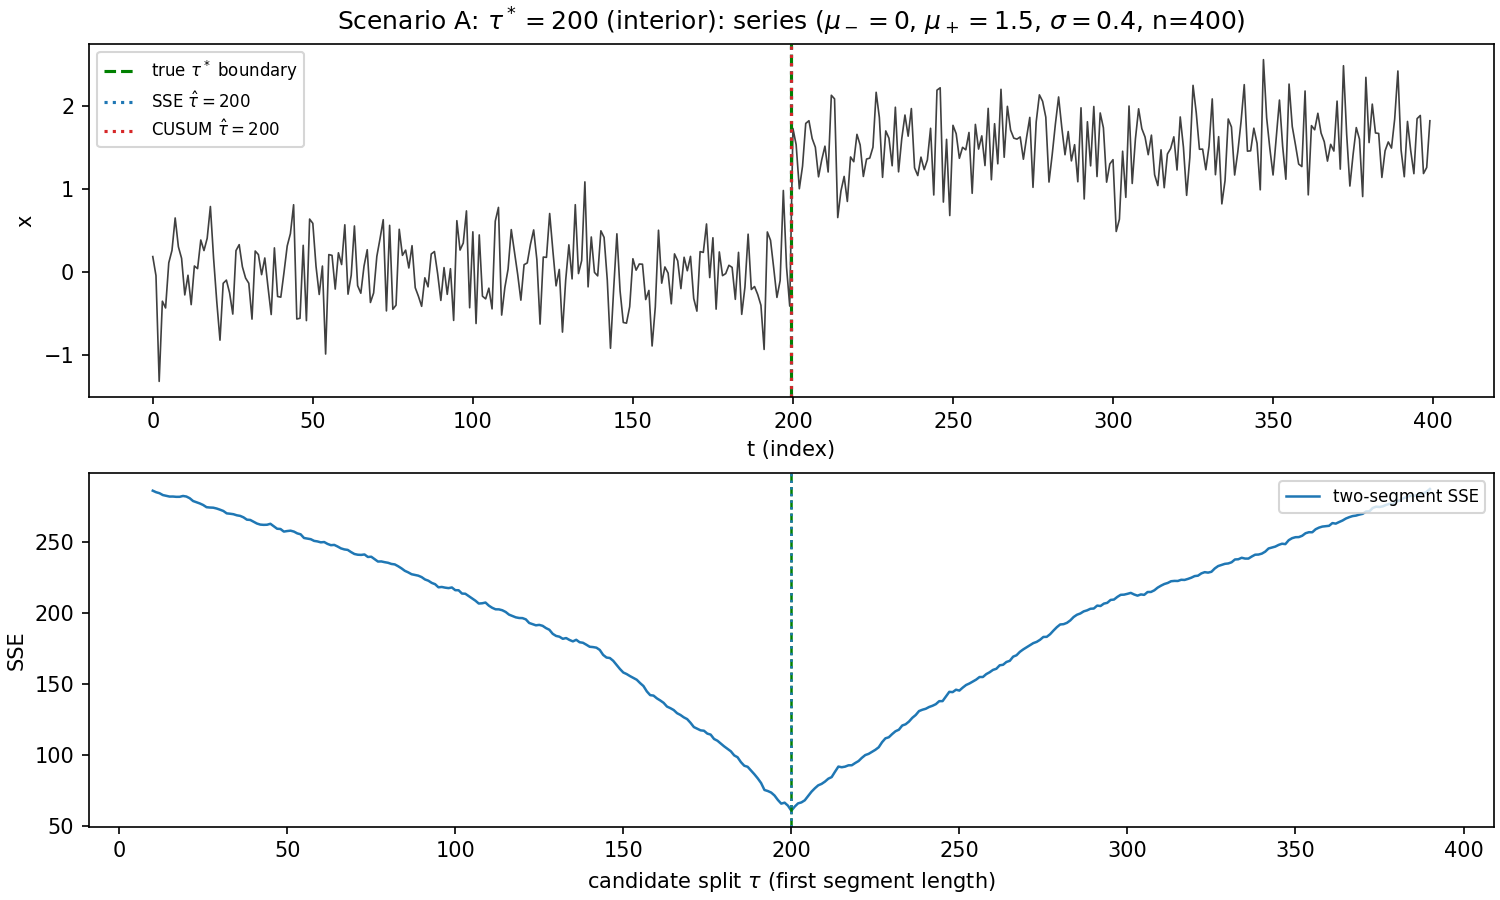 Scenario A: τ* = 200 (interior): series (μ₋ = 0, μ₊ = 1.5, σ = 0.4, n=400)
true τ* boundary
SSE τ̂ = 200
CUSUM τ̂ = 200
x
2
1
0
−1
0 50 100 150 200 250 300 350 400
t (index)
two-segment SSE
SSE
250
200
150
100
50
0 50 100 150 200 250 300 350 400
candidate split τ (first segment length)